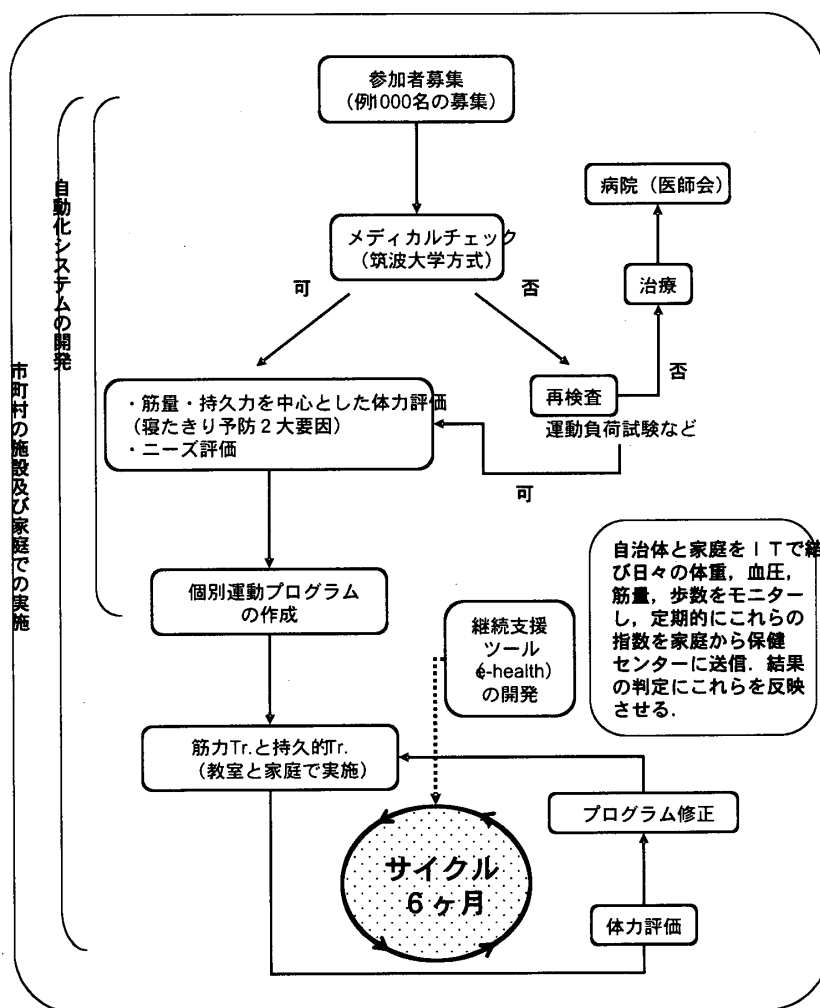 参加者募集
(例1000名の募集)
病院（医師会）
メディカルチェック
（筑波大学方式）
治療
可
否
否
・筋量・持久力を中心とした体力評価
（寝たきり予防２大要因）
・ニーズ評価
再検査
運動負荷試験など
可
個別運動プログラム
の作成
継続支援
ツール
(e-health)
の開発
自治体と家庭をＩＴで結
び日々の体重，血圧，
筋量，歩数をモニター
し，定期的にこれらの
指数を家庭から保健
センターに送信．結果
の判定にこれらを反映
させる．
筋力Tr.と持久的Tr.
（教室と家庭で実施）
プログラム修正
サイクル
６ヶ月
体力評価
自動化システムの開発
市町村の施設及び家庭での実施